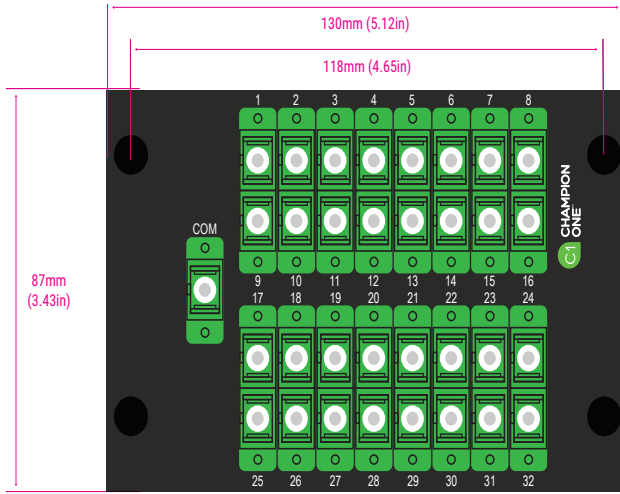 130mm (5.12in)
118mm (4.65in)
1 2 3 4 5 6 7 8
CHAMPION
ONE™
C1
COM
87mm
(3.43in)
9 10 11 12 13 14 15 16
17 18 19 20 21 22 23 24
25 26 27 28 29 30 31 32